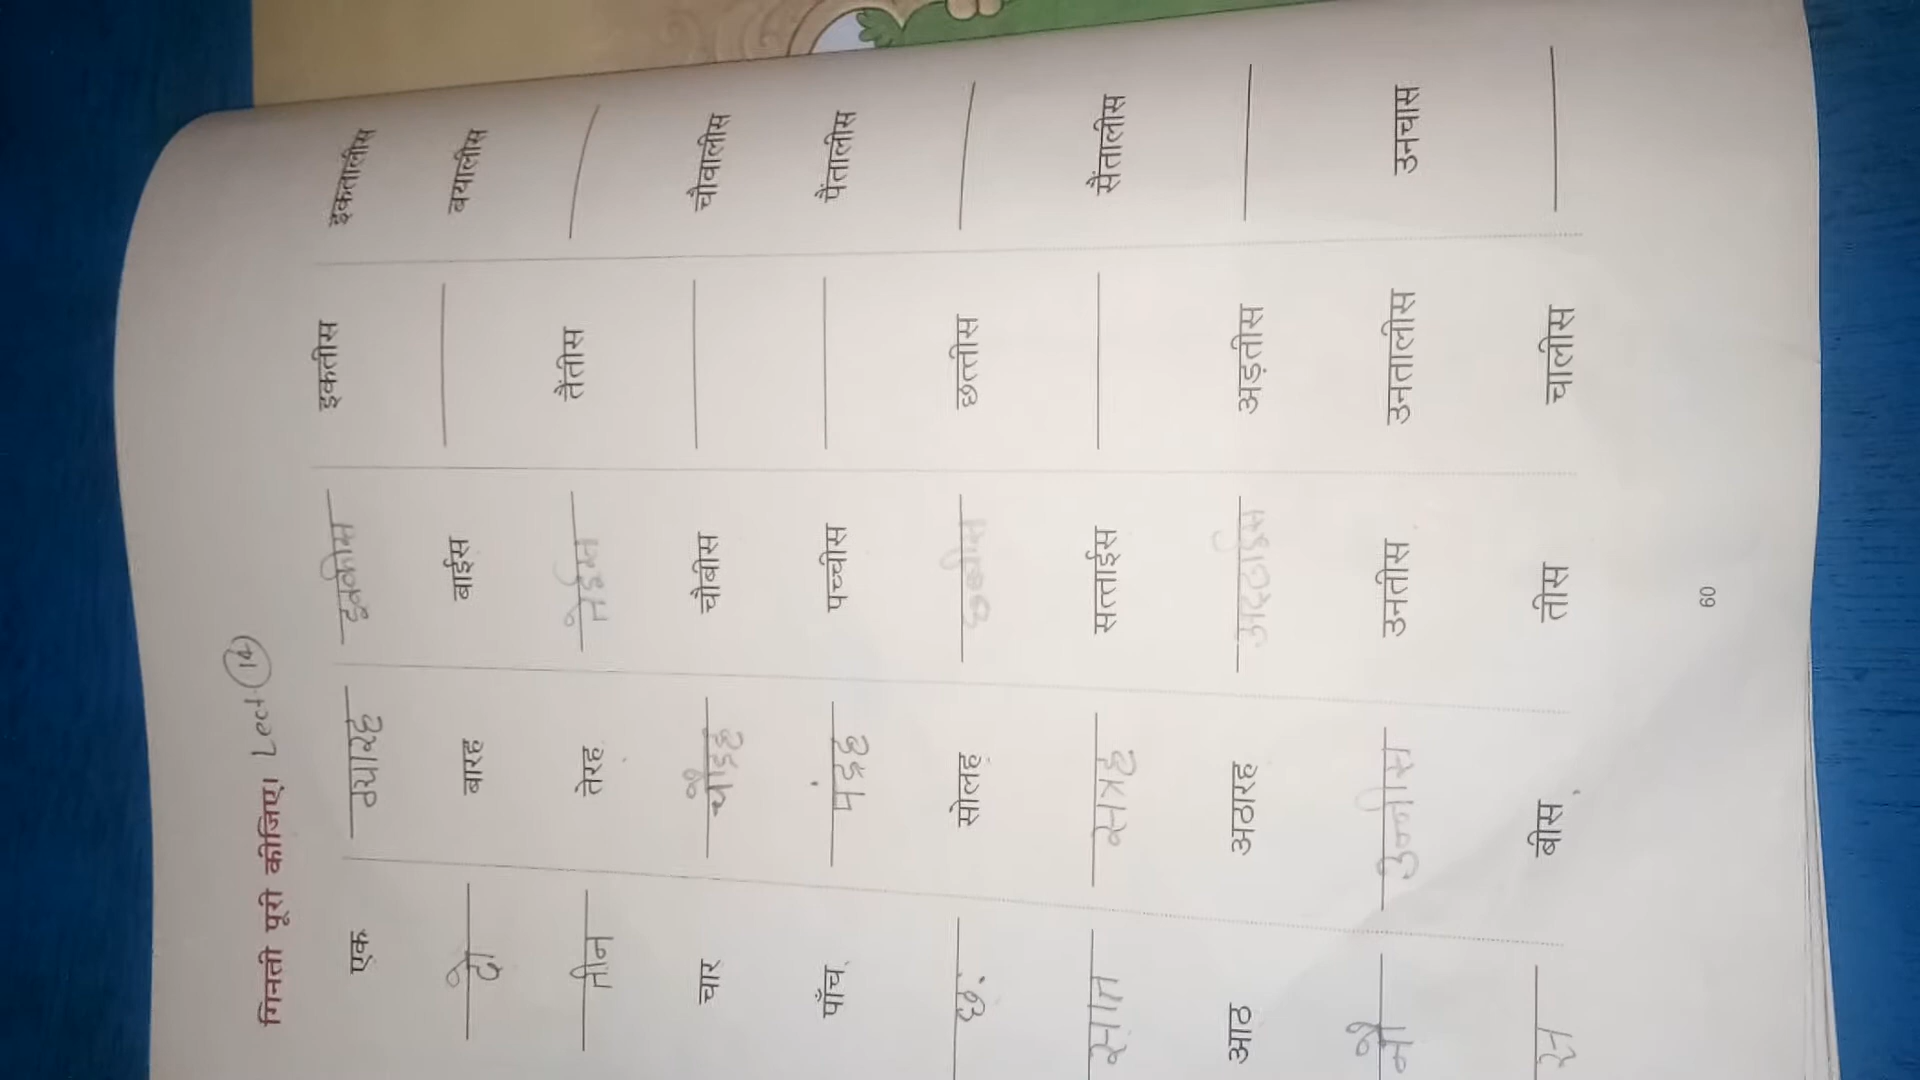 गिनती पूरी कीजिए। Lect. 14
एक ग्यारह इक्कीस इकतीस इकतालीस
दो बारह बाईस बयालीस
तीन तेरह तेईस तैंतीस
चार चौदह चौबीस चौवालीस
पाँच पंद्रह पच्चीस पैंतालीस
छः सोलह छब्बीस छत्तीस
सात सत्रह सत्ताईस सैंतालीस
आठ अठारह अट्ठाईस अड़तीस
नौ उन्नीस उनतीस उनतालीस उनचास
बीस तीस चालीस
60